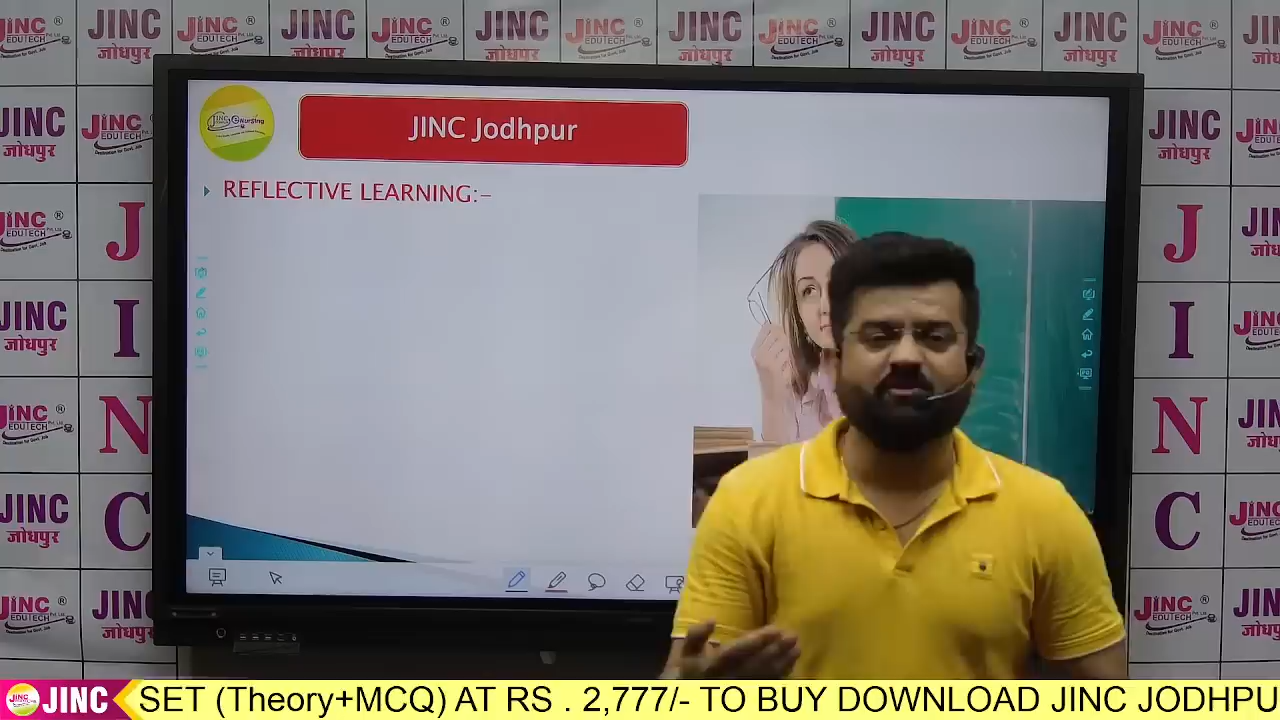 JINC Jodhpur
REFLECTIVE LEARNING:-
JINC
जोधपुर
JINC
EDUTECH
J
I
N
C
J
I
N
C
JINC SET (Theory+MCQ) AT RS . 2,777/- TO BUY DOWNLOAD JINC JODHPU